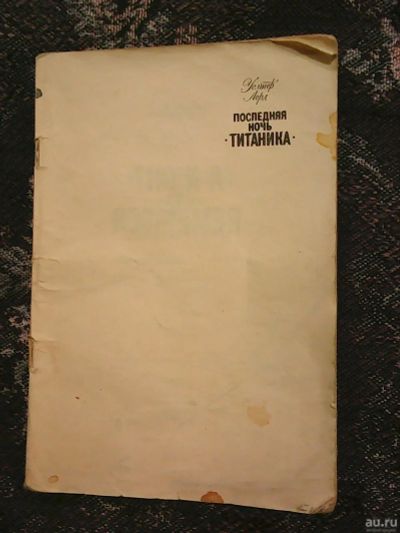 Уолтер
Лорд
ПОСЛЕДНЯЯ
НОЧЬ
·ТИТАНИКА·
au.ru